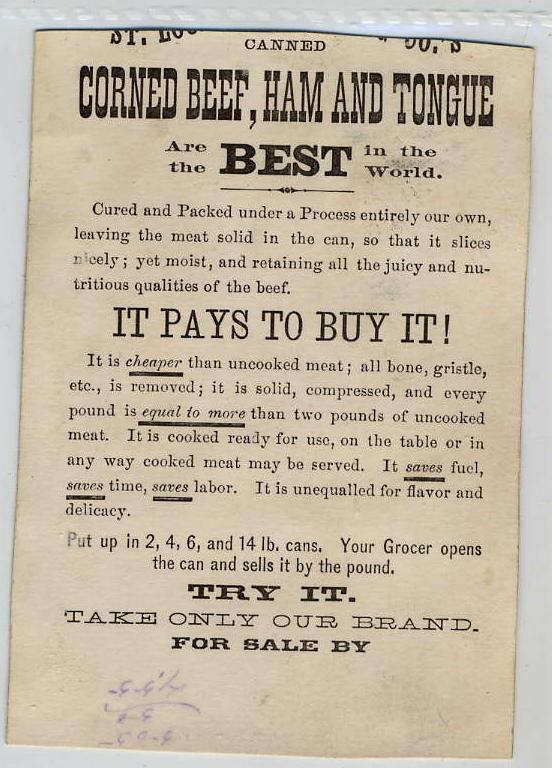 ST.
CO.'S
CANNED
CORNED BEEF, HAM AND TONGUE
Are the BEST in the World.
Cured and Packed under a Process entirely our own,
leaving the meat solid in the can, so that it slices
nicely; yet moist, and retaining all the juicy and nu-
tritious qualities of the beef.
IT PAYS TO BUY IT!
It is cheaper than uncooked meat; all bone, gristle,
etc., is removed; it is solid, compressed, and every
pound is equal to more than two pounds of uncooked
meat. It is cooked ready for use, on the table or in
any way cooked meat may be served. It saves fuel,
saves time, saves labor. It is unequalled for flavor and
delicacy.
Put up in 2, 4, 6, and 14 lb. cans. Your Grocer opens
the can and sells it by the pound.
TRY IT.
TAKE ONLY OUR BRAND.
FOR SALE BY